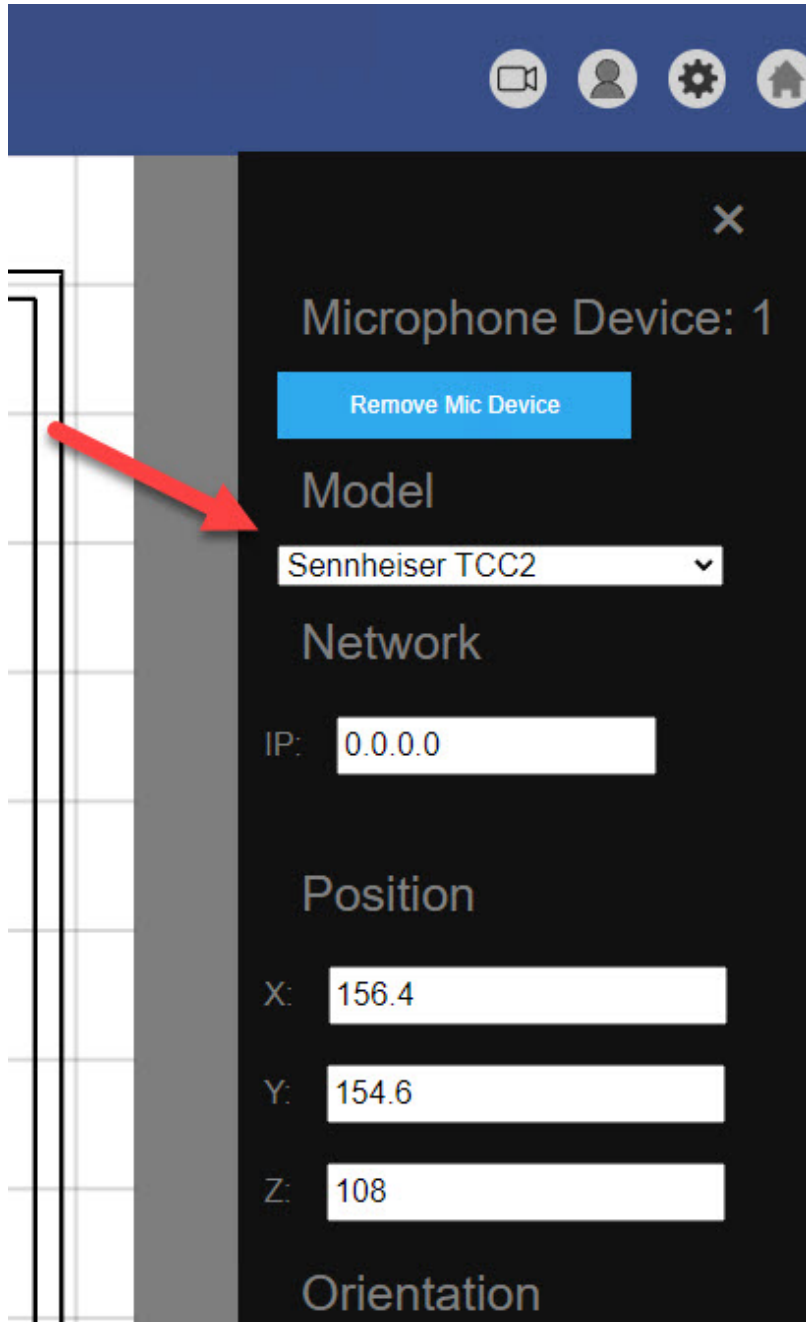 Microphone Device: 1
Remove Mic Device
Model
Sennheiser TCC2
Network
IP: 0.0.0.0
Position
X: 156.4
Y: 154.6
Z: 108
Orientation